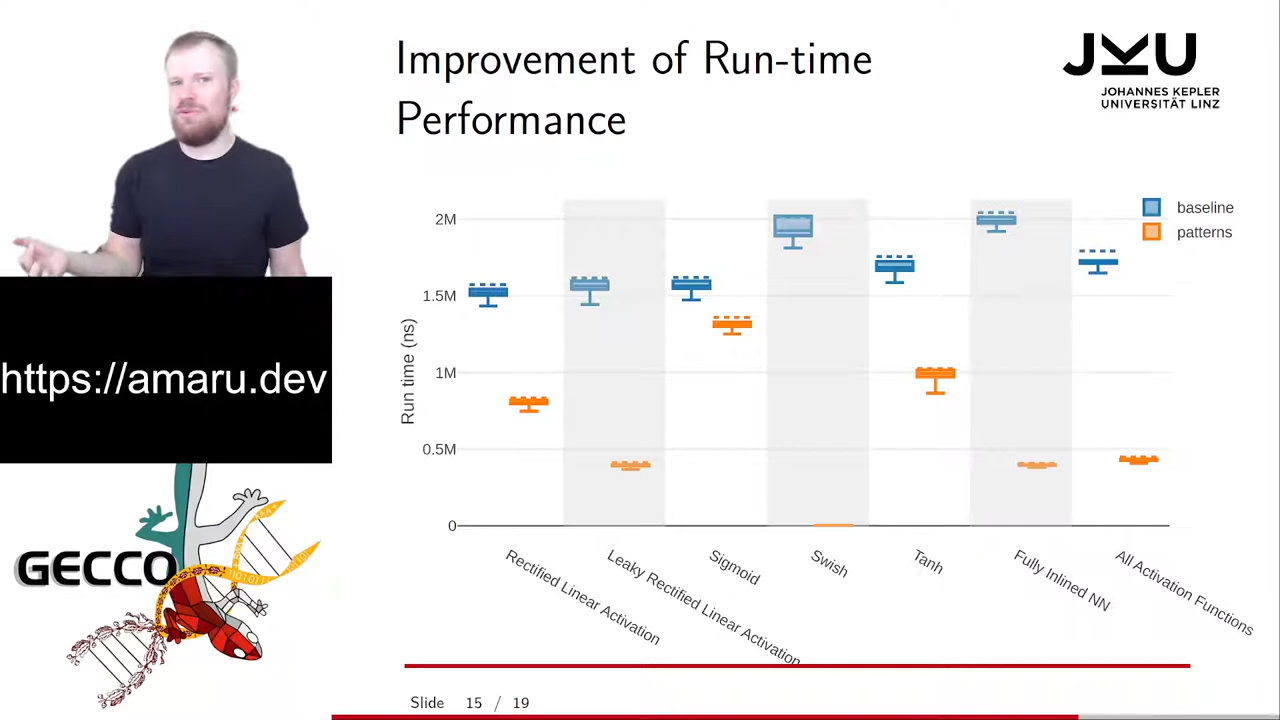 Improvement of Run-time
Performance
JKU
JOHANNES KEPLER
UNIVERSITÄT LINZ
https://amaru.dev
GECCO
baseline
patterns
Run time (ns)
2M
1.5M
1M
0.5M
0
Rectified Linear Activation
Leaky Rectified Linear Activation
Sigmoid
Swish
Tanh
Fully Inlined NN
All Activation Functions
Slide 15 / 19